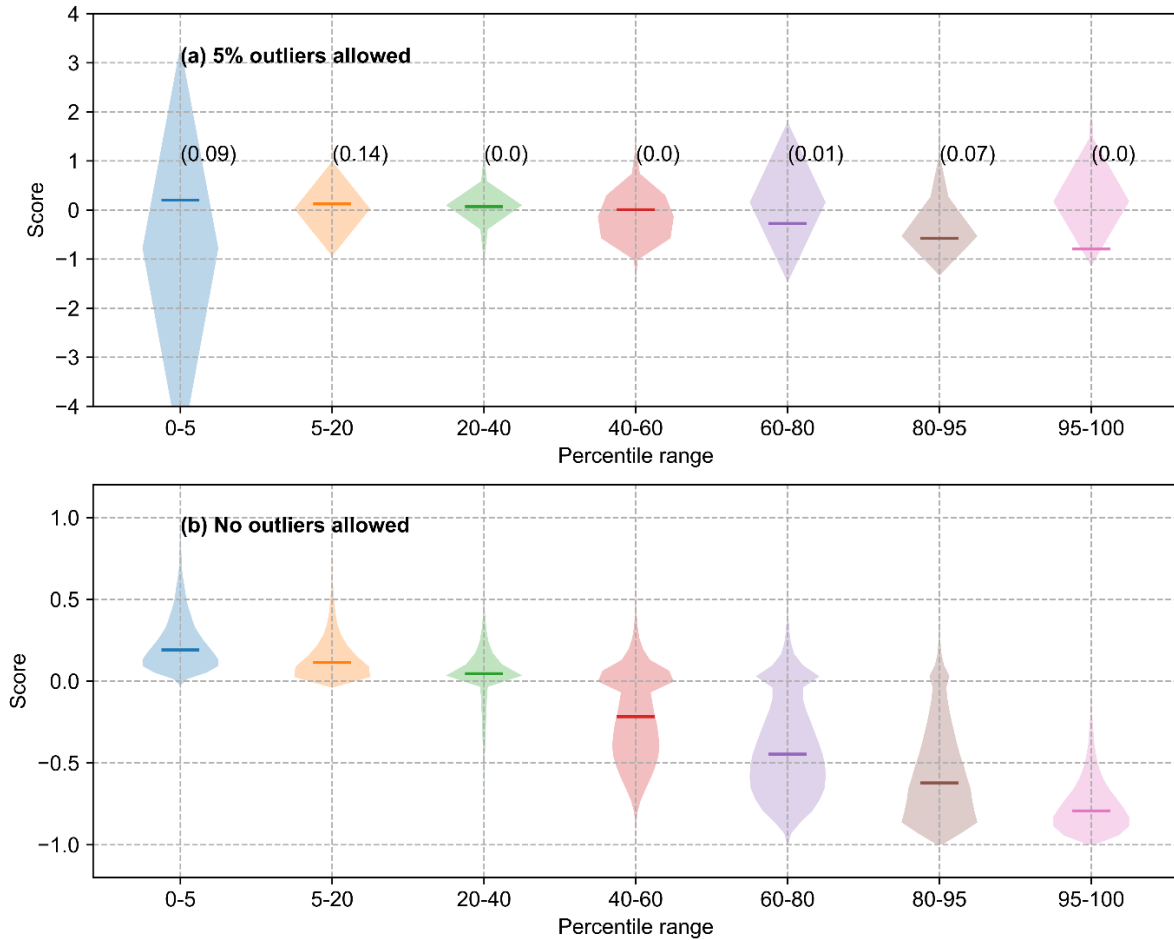 4
(a) 5% outliers allowed
3
2
1
(0.09) (0.14) (0.0) (0.0) (0.01) (0.07) (0.0)
Score
0
−1
−2
−3
−4
0-5 5-20 20-40 40-60 60-80 80-95 95-100
Percentile range
1.0
(b) No outliers allowed
0.5
Score
0.0
−0.5
−1.0
0-5 5-20 20-40 40-60 60-80 80-95 95-100
Percentile range